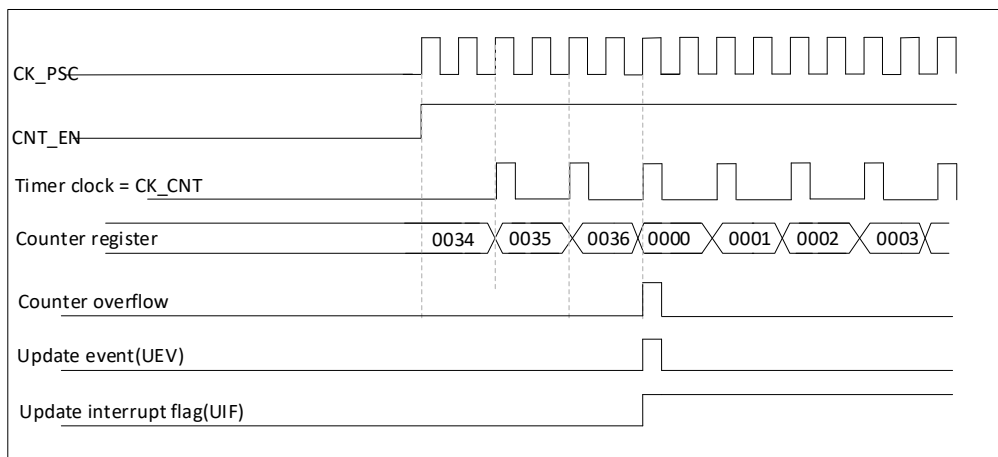 CK_PSC
CNT_EN
Timer clock = CK_CNT
Counter register 0034 0035 0036 0000 0001 0002 0003
Counter overflow
Update event(UEV)
Update interrupt flag(UIF)